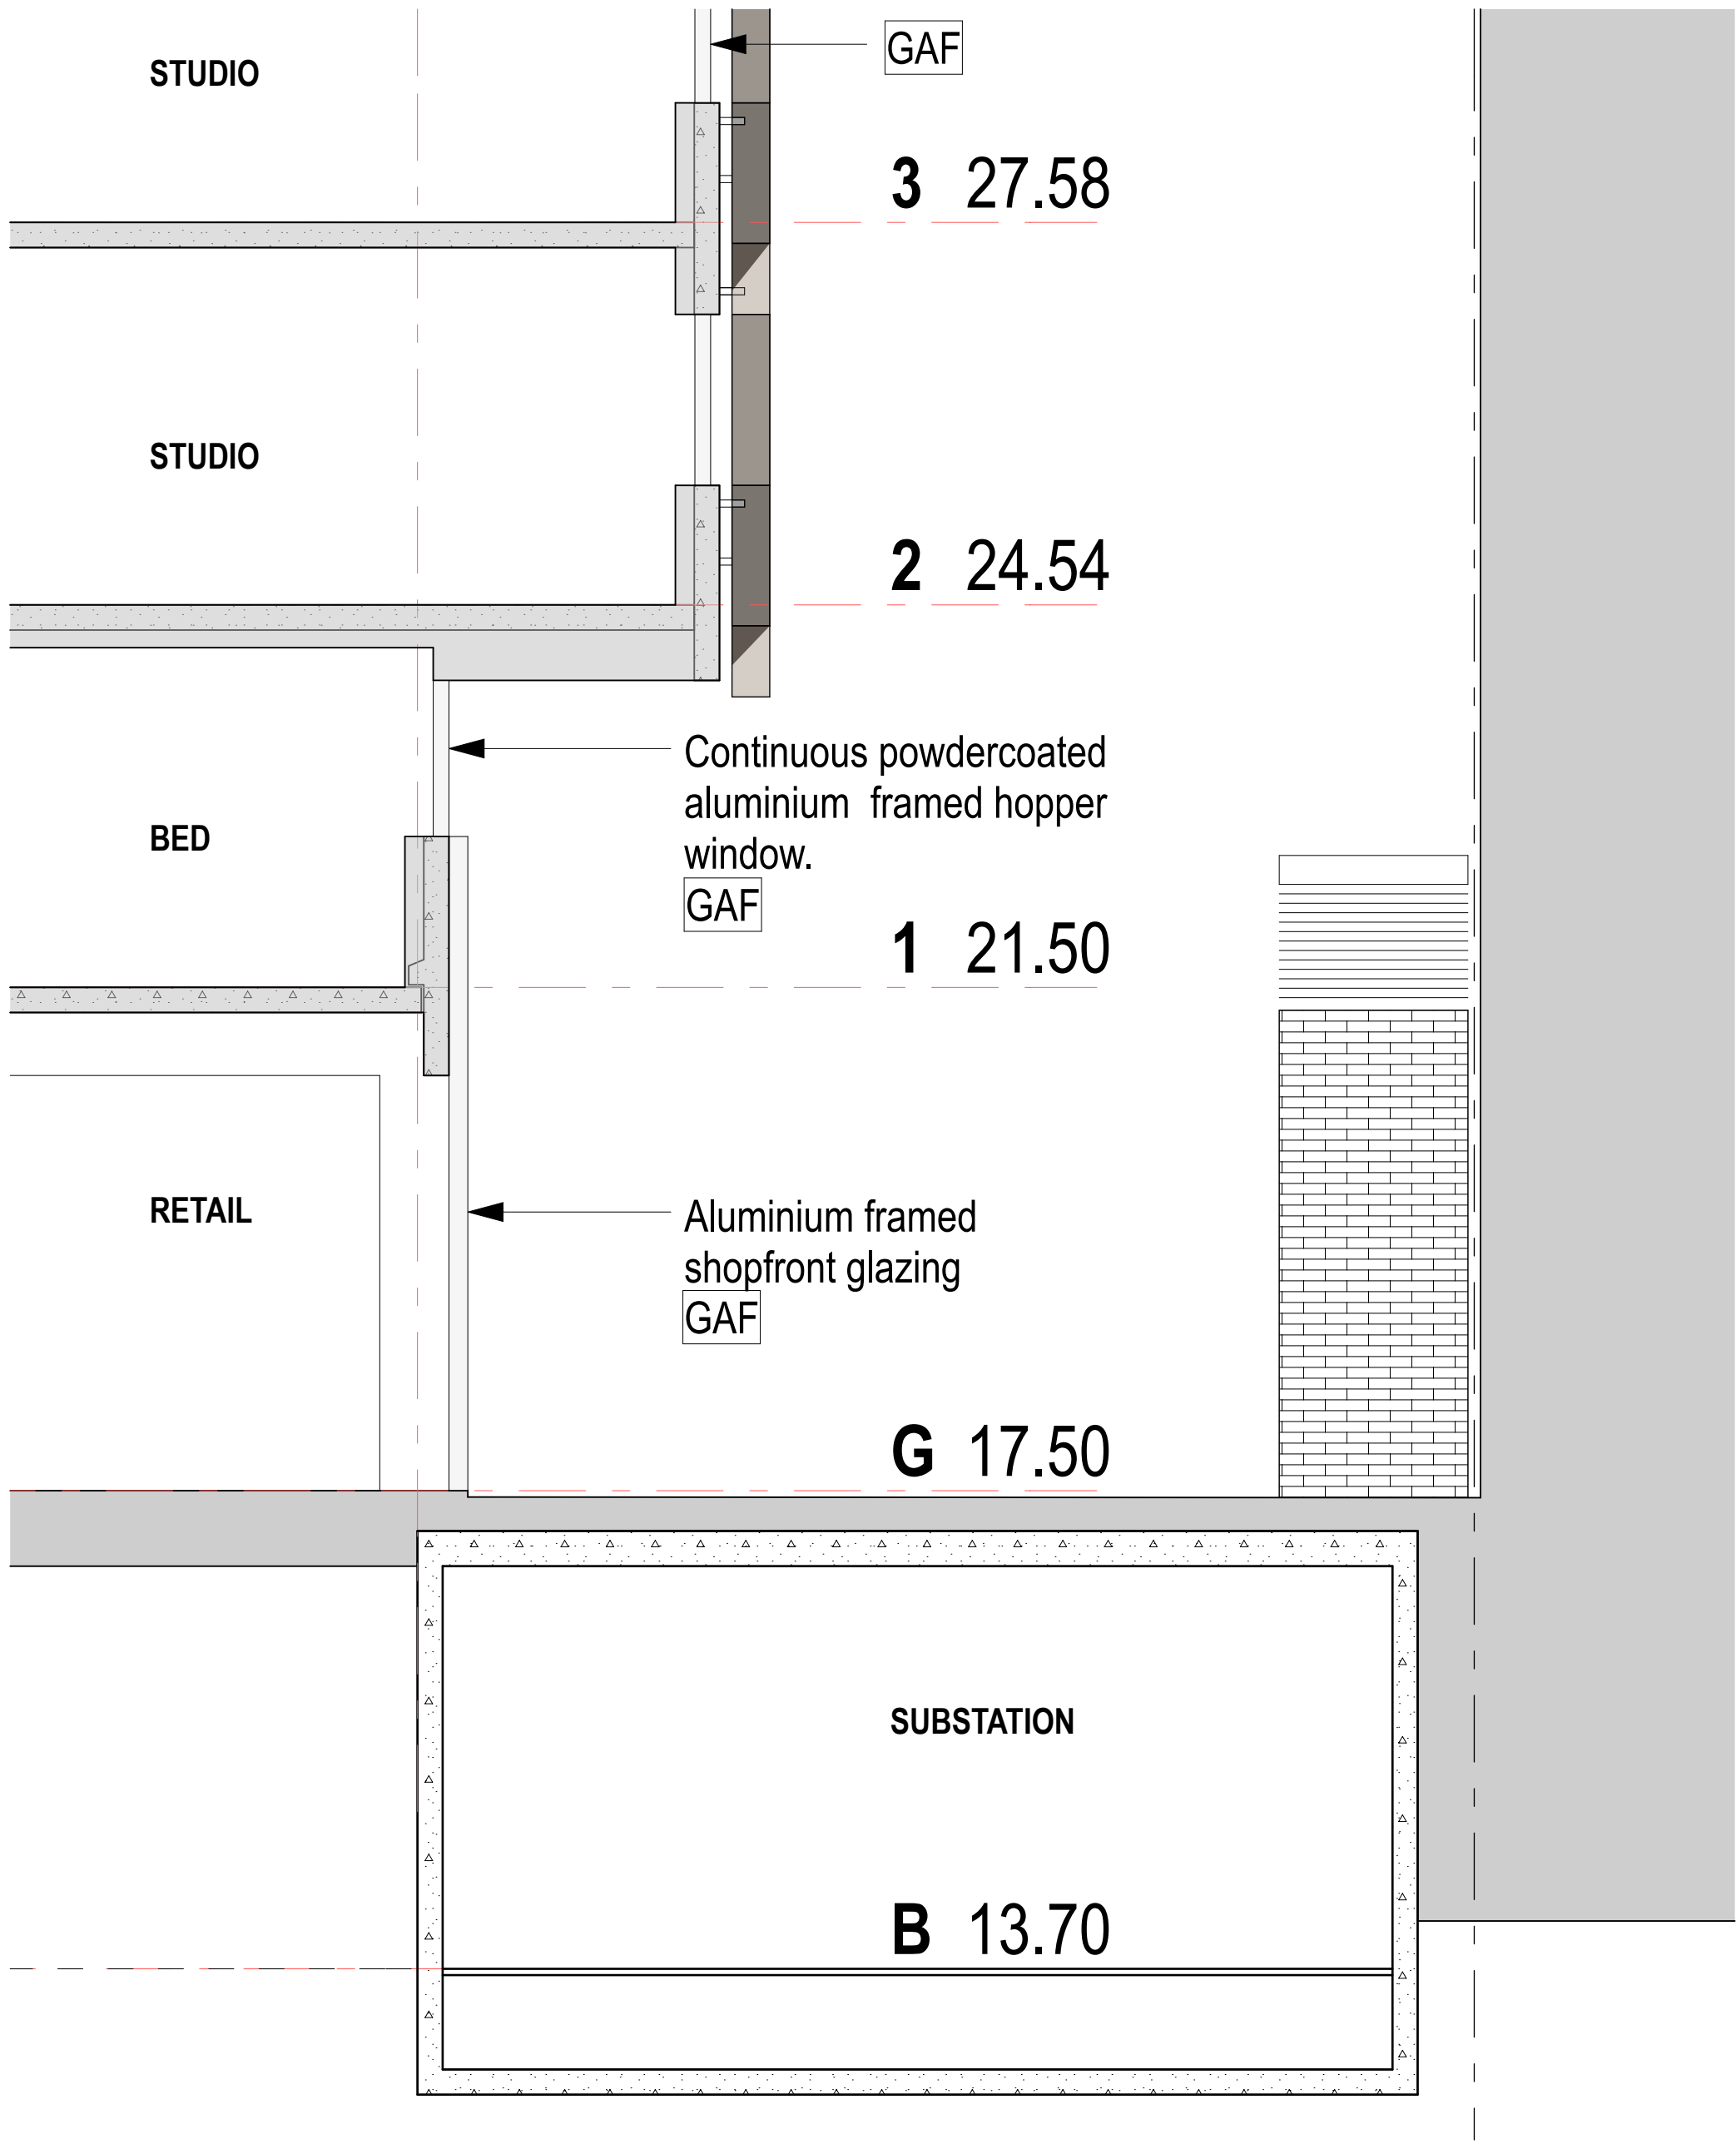 GAF
STUDIO
3 27.58
STUDIO
2 24.54
Continuous powdercoated
aluminium framed hopper
window.
GAF
BED
1 21.50
RETAIL
Aluminium framed
shopfront glazing
GAF
G 17.50
SUBSTATION
B 13.70